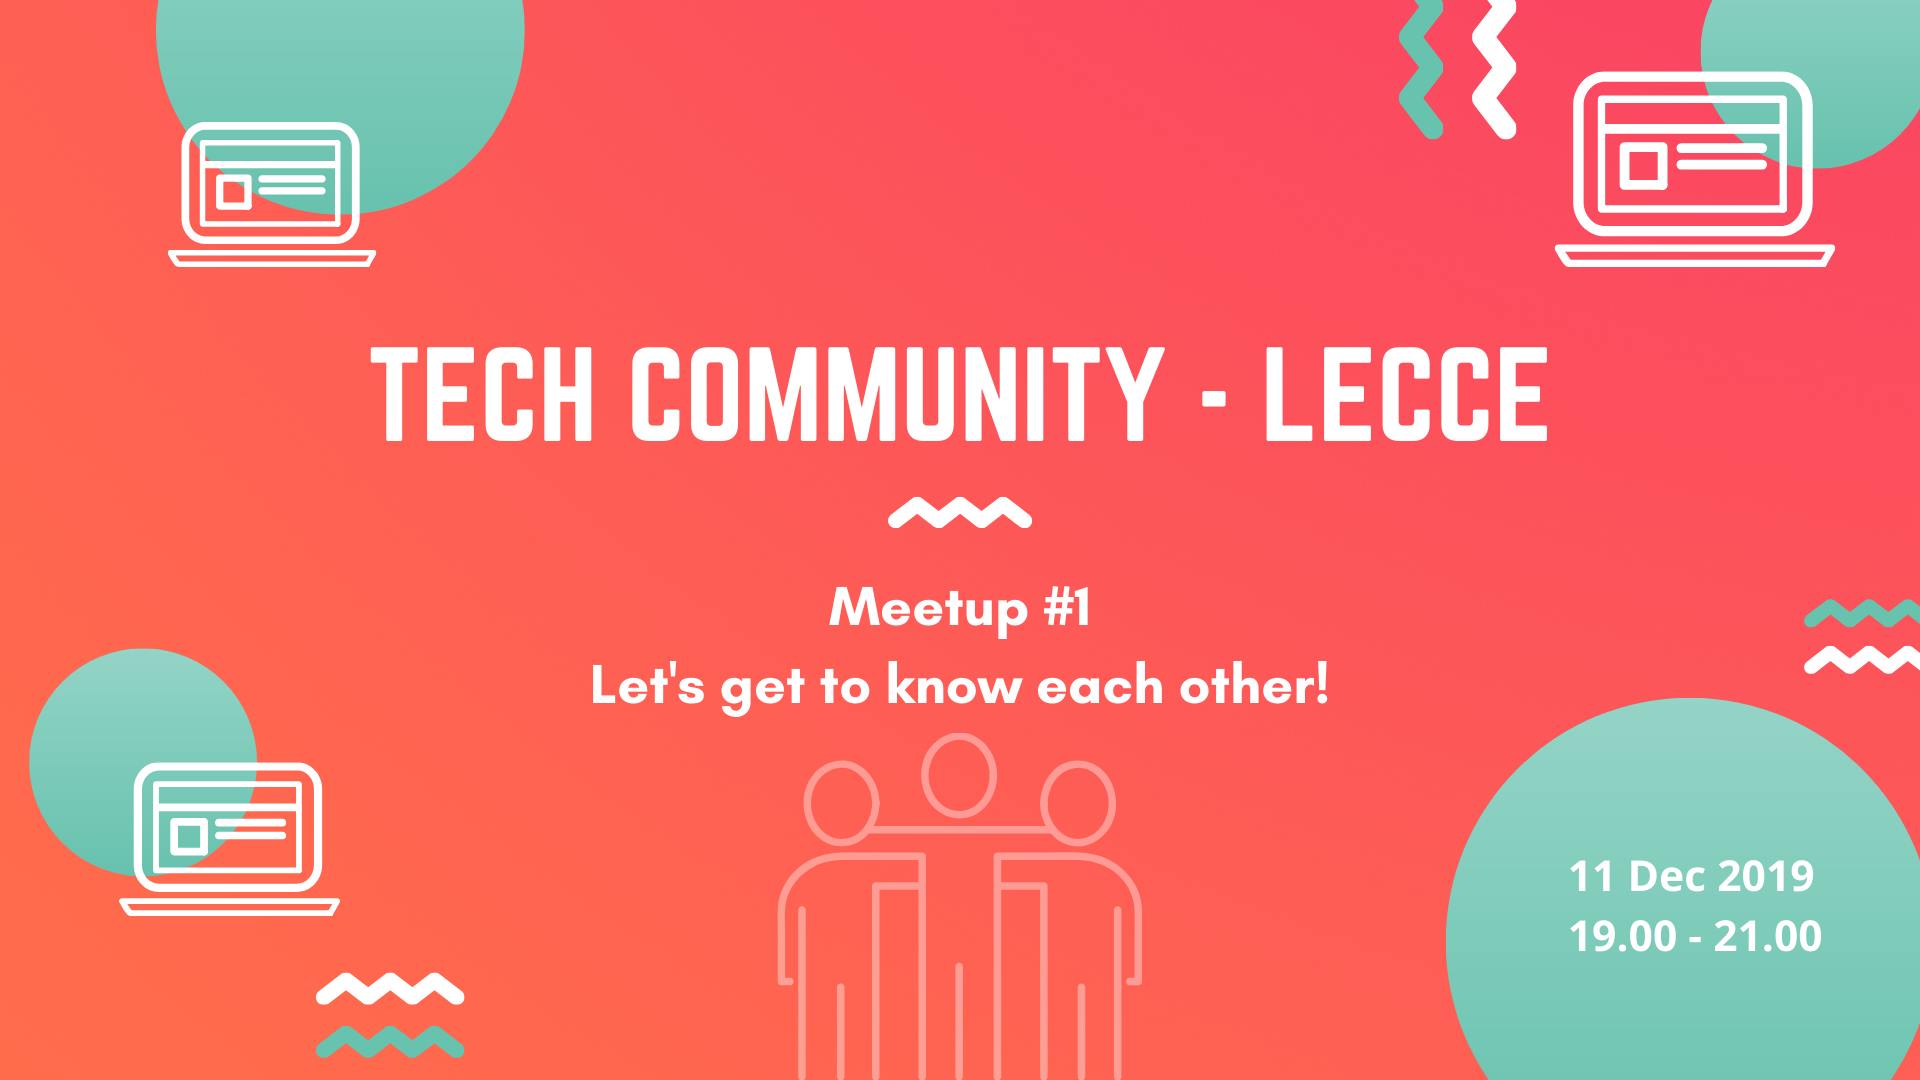 TECH COMMUNITY - LECCE
Meetup #1
Let's get to know each other!
11 Dec 2019
19.00 - 21.00